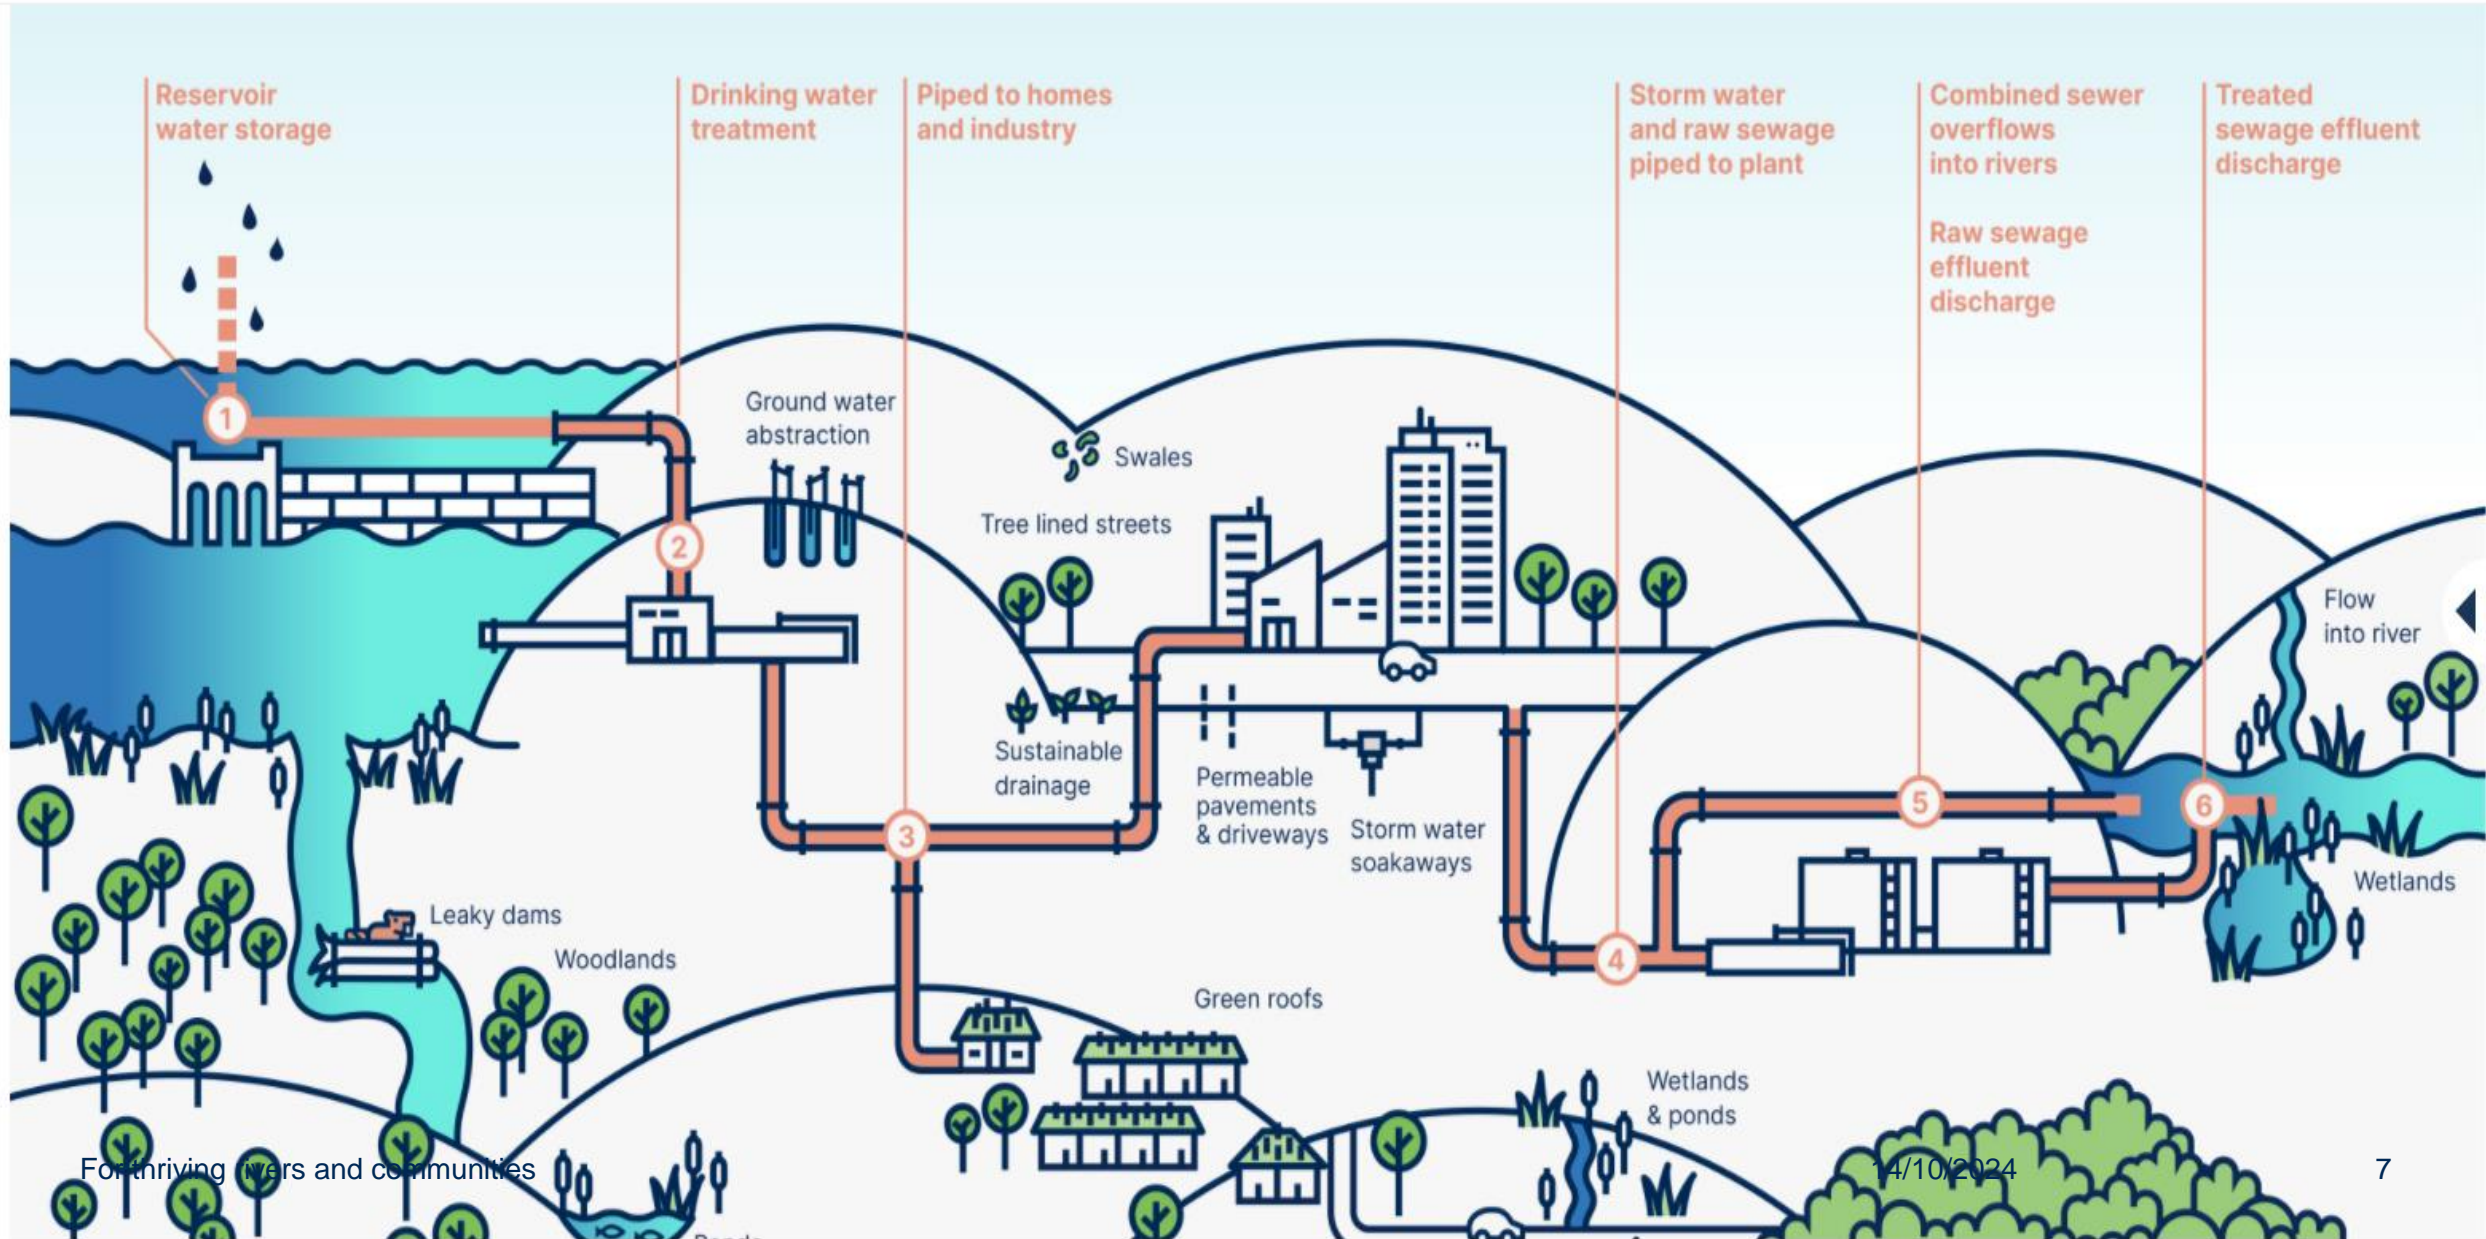 Reservoir
water storage
Drinking water
treatment
Piped to homes
and industry
Storm water
and raw sewage
piped to plant
Combined sewer
overflows
into rivers
Raw sewage
effluent
discharge
Treated
sewage effluent
discharge
1
Ground water
abstraction
Swales
Tree lined streets
2
Flow
into river
Sustainable
drainage
Permeable
pavements
& driveways
Storm water
soakaways
3
5
6
Wetlands
Leaky dams
Woodlands
4
Green roofs
Wetlands
& ponds
For thriving rivers and communities
14/10/2024
7